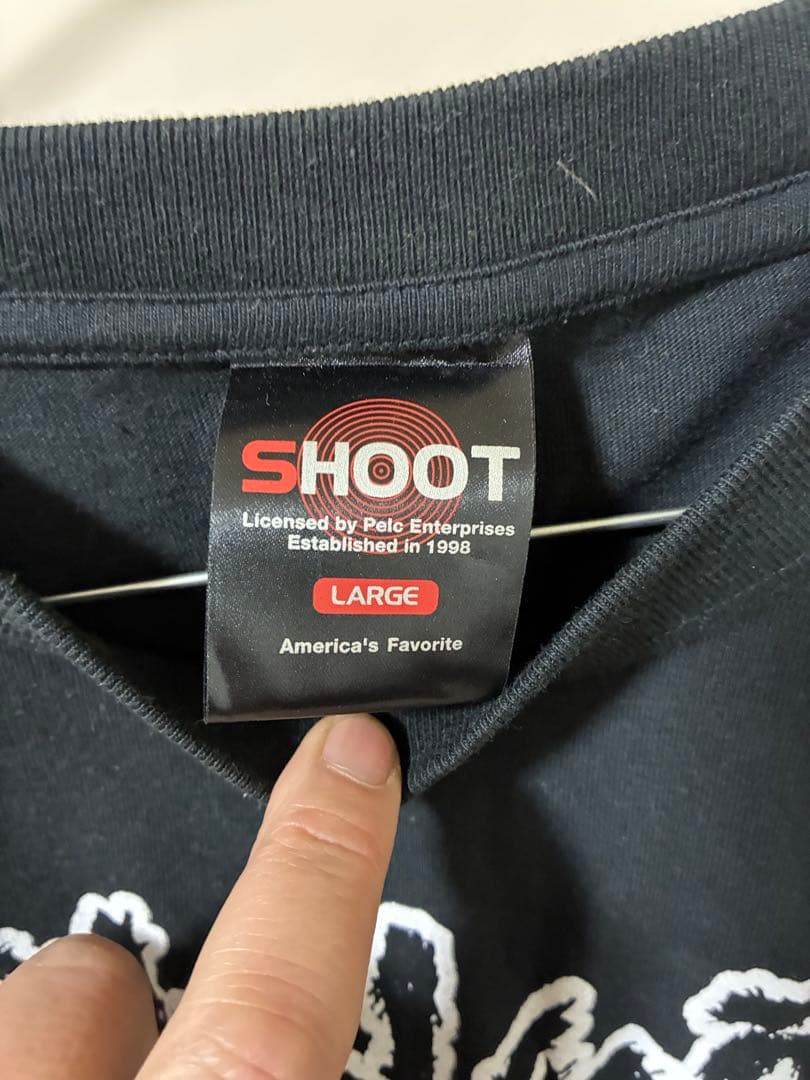 SHOOT
Licensed by Pelc Enterprises
Established in 1998
LARGE
America's Favorite